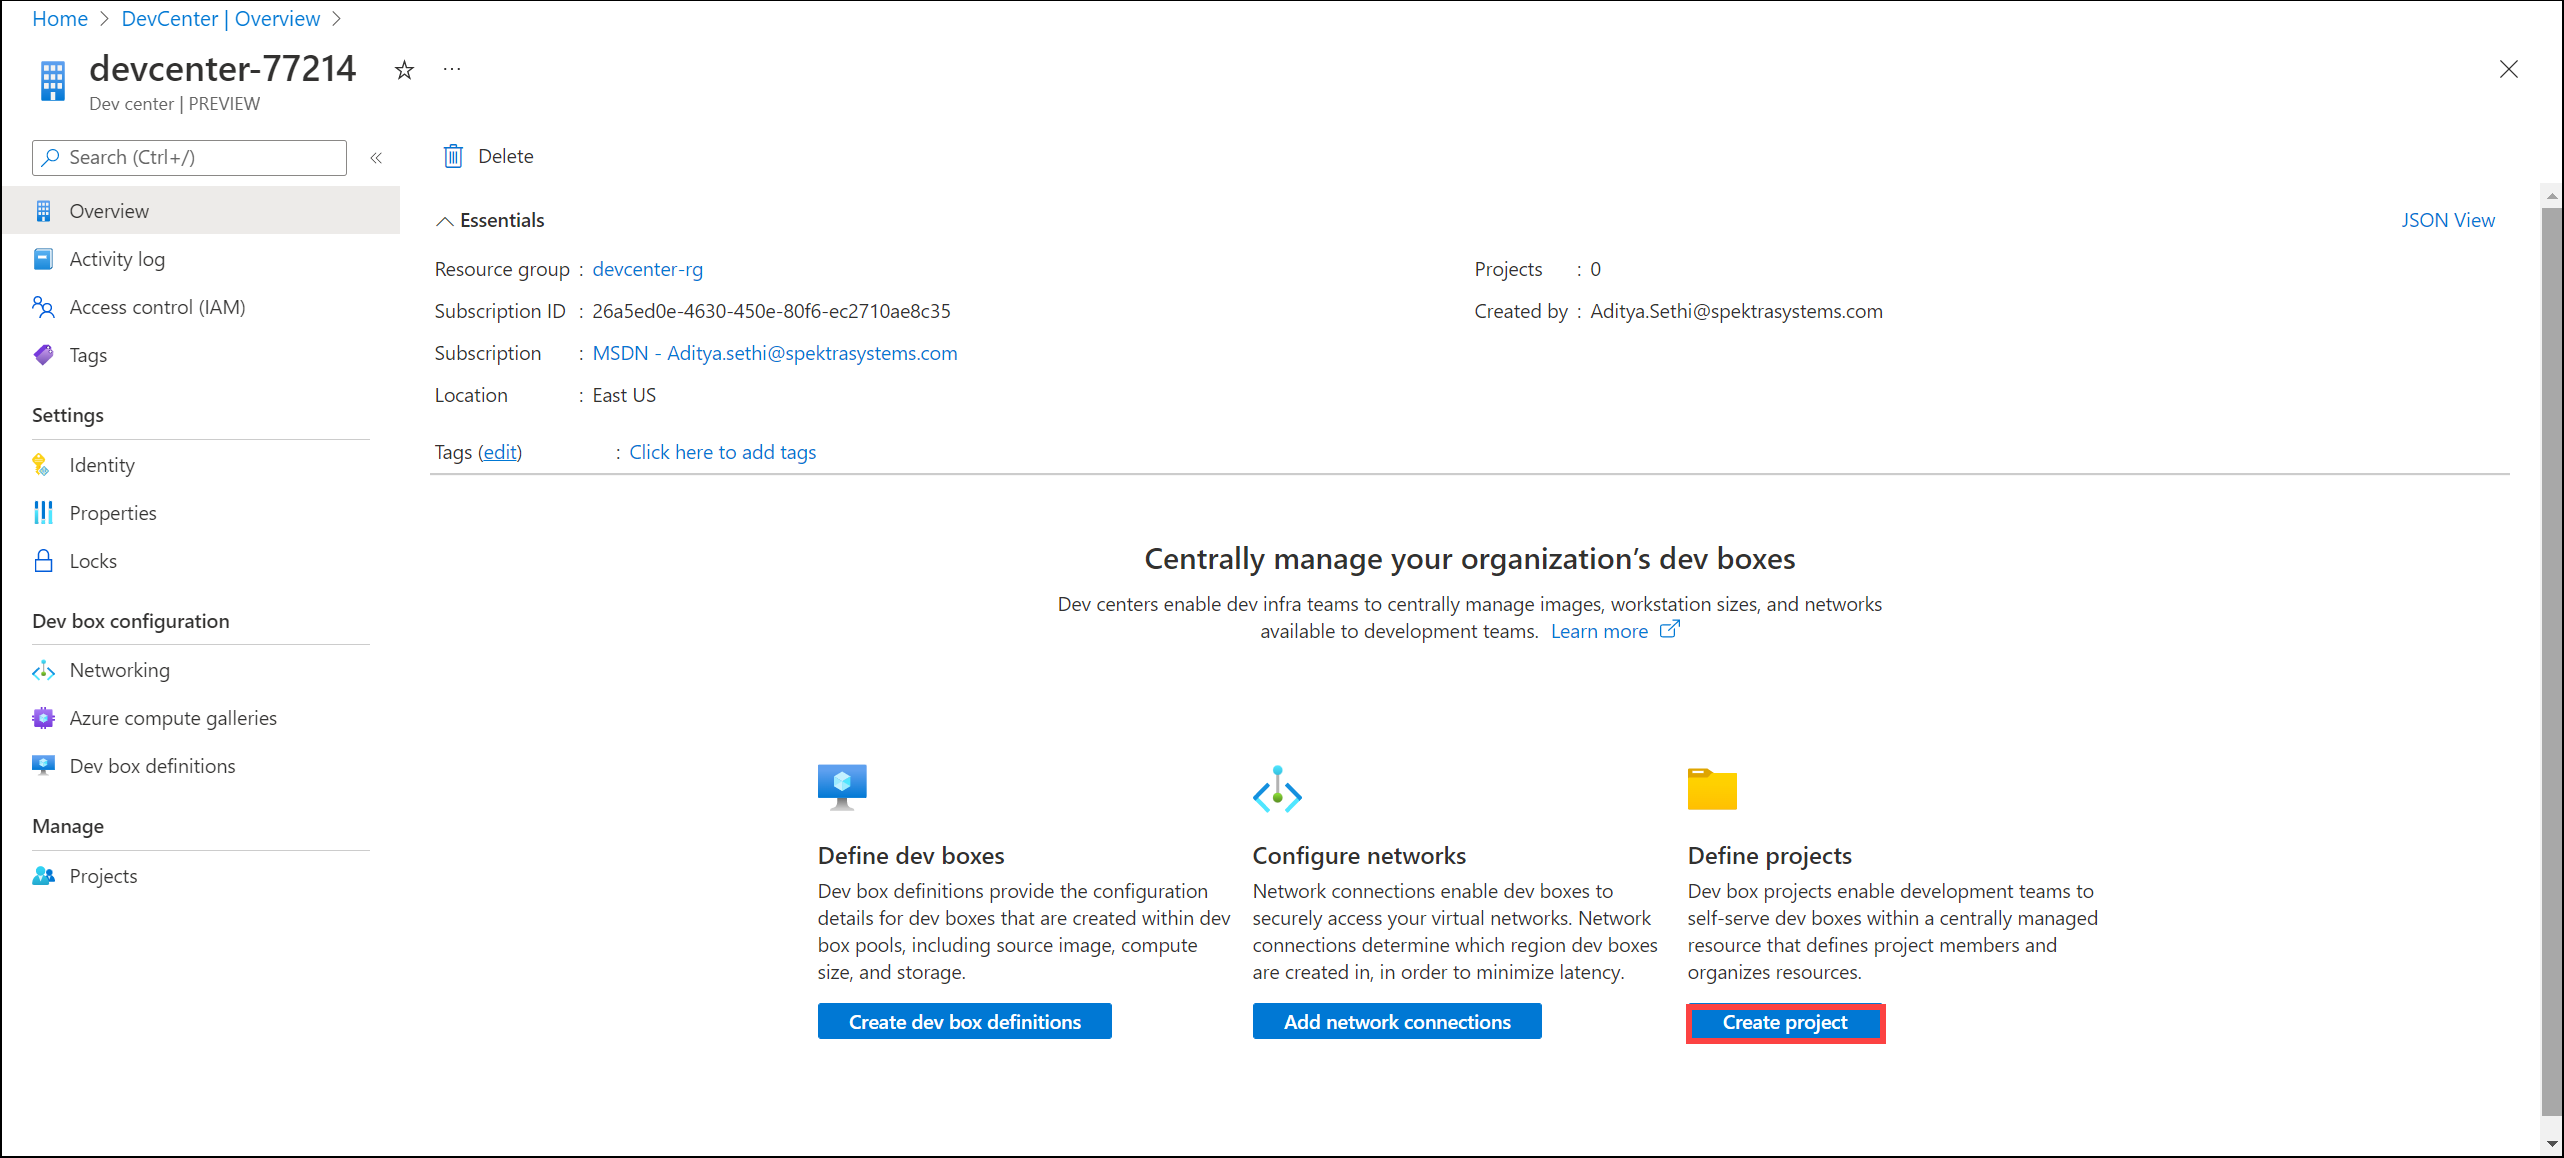 Home > DevCenter | Overview >
devcenter-77214
Dev center | PREVIEW
Search (Ctrl+/)
«
Delete
Overview
Activity log
Access control (IAM)
Tags
Settings
Identity
Properties
Locks
Dev box configuration
Networking
Azure compute galleries
Dev box definitions
Manage
Projects
Essentials
JSON View
Resource group : devcenter-rg
Subscription ID : 26a5ed0e-4630-450e-80f6-ec2710ae8c35
Subscription : MSDN - Aditya.sethi@spektrasystems.com
Location : East US
Projects : 0
Created by : Aditya.Sethi@spektrasystems.com
Tags (edit) : Click here to add tags
Centrally manage your organization’s dev boxes
Dev centers enable dev infra teams to centrally manage images, workstation sizes, and networks
available to development teams. Learn more
Define dev boxes
Dev box definitions provide the configuration
details for dev boxes that are created within dev
box pools, including source image, compute
size, and storage.
Create dev box definitions
Configure networks
Network connections enable dev boxes to
securely access your virtual networks. Network
connections determine which region dev boxes
are created in, in order to minimize latency.
Add network connections
Define projects
Dev box projects enable development teams to
self-serve dev boxes within a centrally managed
resource that defines project members and
organizes resources.
Create project